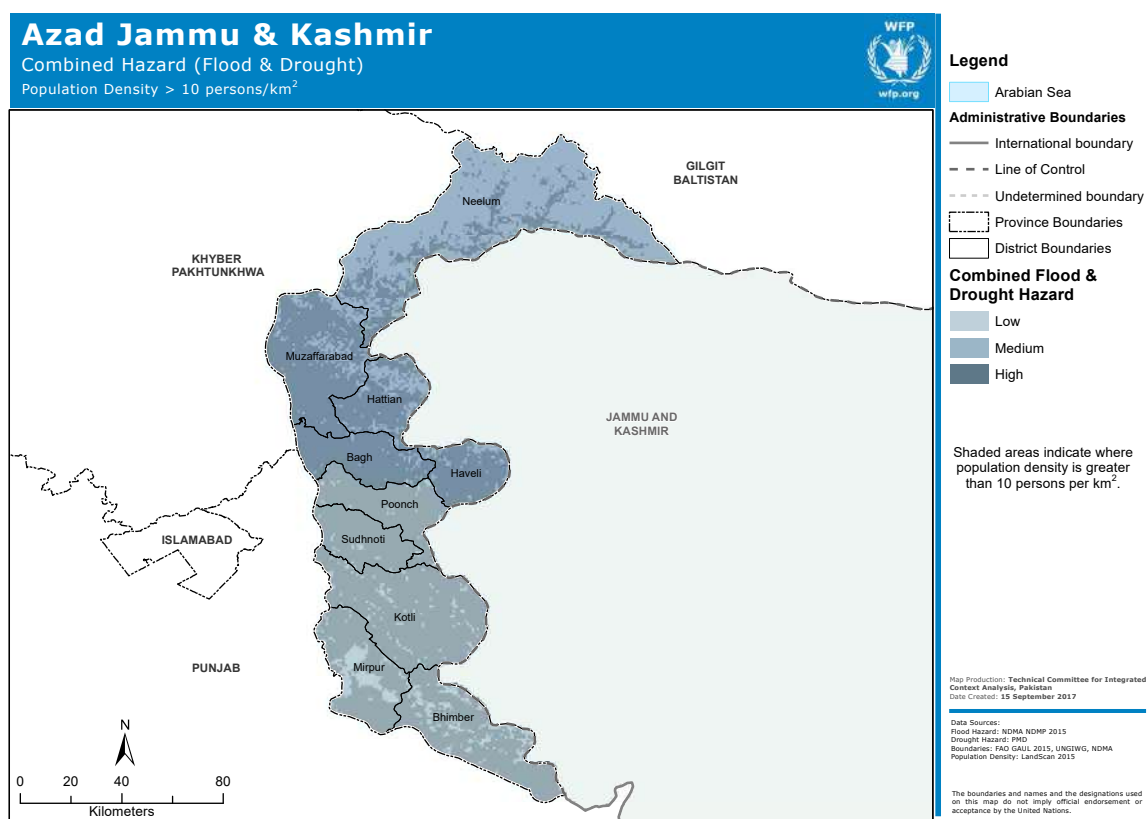 Azad Jammu & Kashmir
Combined Hazard (Flood & Drought)
Population Density > 10 persons/km²
WFP
wfp.org
GILGIT
BALTISTAN
Neelum
KHYBER
PAKHTUNKHWA
Muzaffarabad
Hattian
JAMMU AND
KASHMIR
Bagh
Haveli
Poonch
ISLAMABAD
Sudhnoti
Kotli
PUNJAB
Mirpur
Bhimber
N
0 20 40 80
Kilometers
Legend
Arabian Sea
Administrative Boundaries
International boundary
Line of Control
Undetermined boundary
Province Boundaries
District Boundaries
Combined Flood &
Drought Hazard
Low
Medium
High
Shaded areas indicate where
population density is greater
than 10 persons per km².
Map Production: Technical Committee for Integrated
Context Analysis, Pakistan
Date Created: 15 September 2017
Data Sources:
Flood Hazard: NDMA NDMP 2015
Drought Hazard: PMD
Boundaries: FAO GAUL 2015, UNGIWG, NDMA
Population Density: LandScan 2015
The boundaries and names and the designations used
on this map do not imply official endorsement or
acceptance by the United Nations.